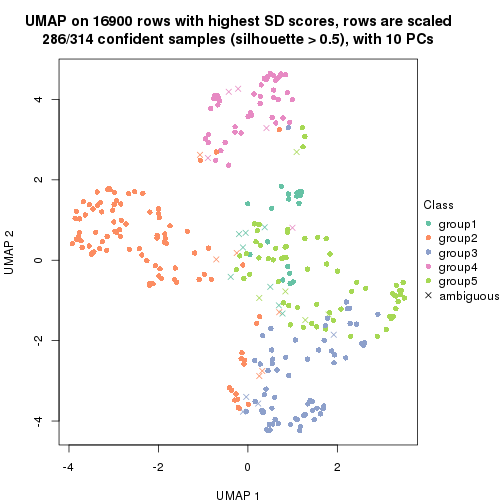 UMAP on 16900 rows with highest SD scores, rows are scaled
286/314 confident samples (silhouette > 0.5), with 10 PCs
4
2
0
-2
-4
UMAP 2
-4
-2
0
2
UMAP 1
Class
group1
group2
group3
group4
group5
ambiguous